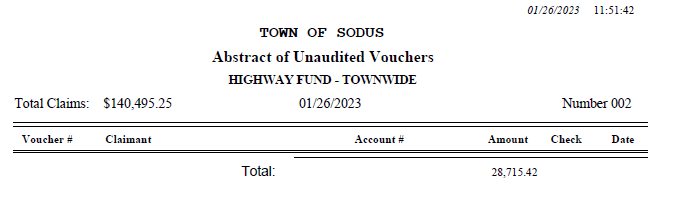 01/26/2023 11:51:42
TOWN OF SODUS
Abstract of Unaudited Vouchers
HIGHWAY FUND - TOWNWIDE
Total Claims: $140,495.25 01/26/2023 Number 002
Voucher # Claimant Account # Amount Check Date
Total: 28,715.42